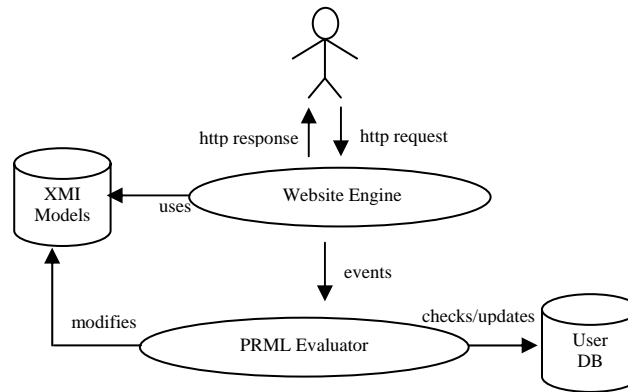 http response
http request
XMI
Models
uses
Website Engine
events
modifies
checks/updates
PRML Evaluator
User
DB